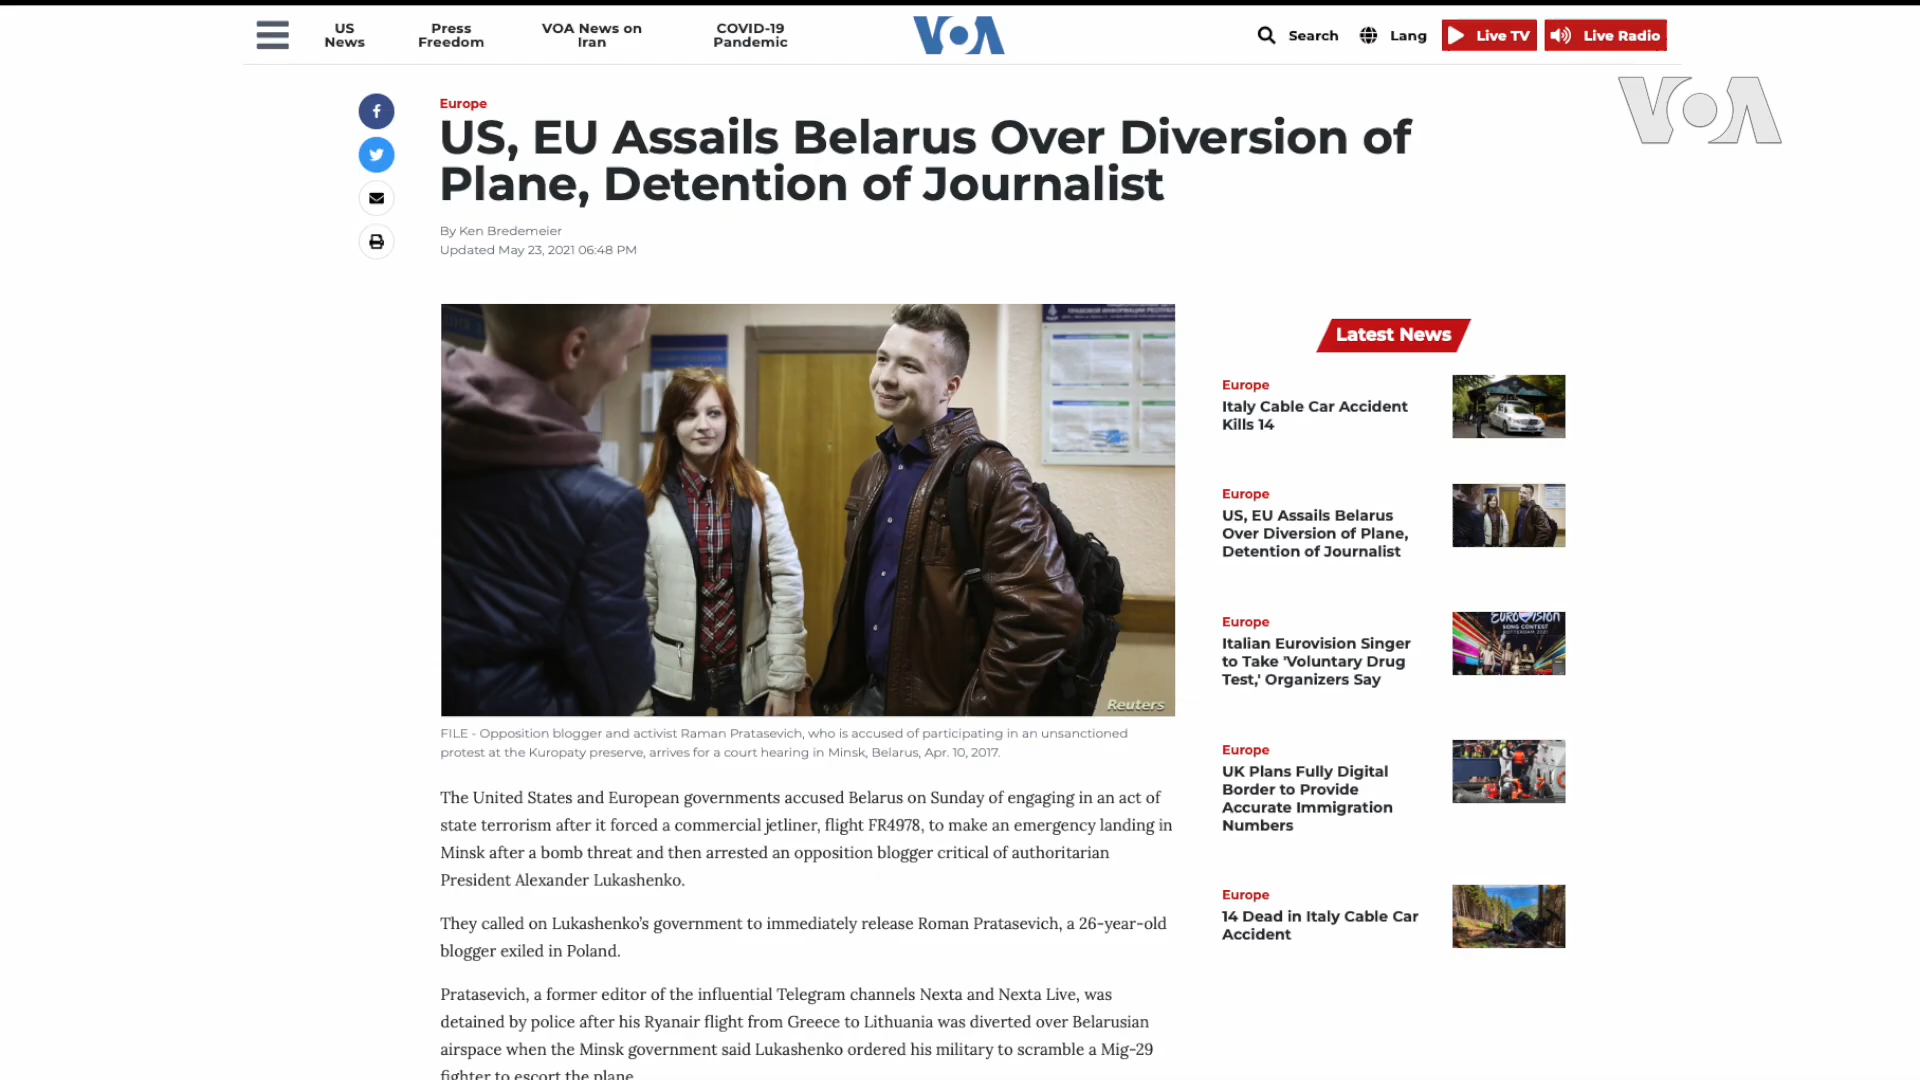 US News
Press Freedom
VOA News on Iran
COVID-19 Pandemic
VOA
Search
Lang
Live TV
Live Radio
VOA
Europe
US, EU Assails Belarus Over Diversion of
Plane, Detention of Journalist
By Ken Bredemeier
Updated May 23, 2021 06:48 PM
Reuters
FILE - Opposition blogger and activist Raman Pratasevich, who is accused of participating in an unsanctioned
protest at the Kuropaty preserve, arrives for a court hearing in Minsk, Belarus, Apr. 10, 2017.
The United States and European governments accused Belarus on Sunday of engaging in an act of
state terrorism after it forced a commercial jetliner, flight FR4978, to make an emergency landing in
Minsk after a bomb threat and then arrested an opposition blogger critical of authoritarian
President Alexander Lukashenko.
They called on Lukashenko's government to immediately release Roman Pratasevich, a 26-year-old
blogger exiled in Poland.
Pratasevich, a former editor of the influential Telegram channels Nexta and Nexta Live, was
detained by police after his Ryanair flight from Greece to Lithuania was diverted over Belarusian
airspace when the Minsk government said Lukashenko ordered his military to scramble a Mig-29
fighter to escort the plane.
Latest News
Europe
Italy Cable Car Accident
Kills 14
Europe
US, EU Assails Belarus
Over Diversion of Plane,
Detention of Journalist
Europe
Italian Eurovision Singer
to Take 'Voluntary Drug
Test,' Organizers Say
EUROVISION
SONG CONTEST
Europe
UK Plans Fully Digital
Border to Provide
Accurate Immigration
Numbers
Europe
14 Dead in Italy Cable Car
Accident